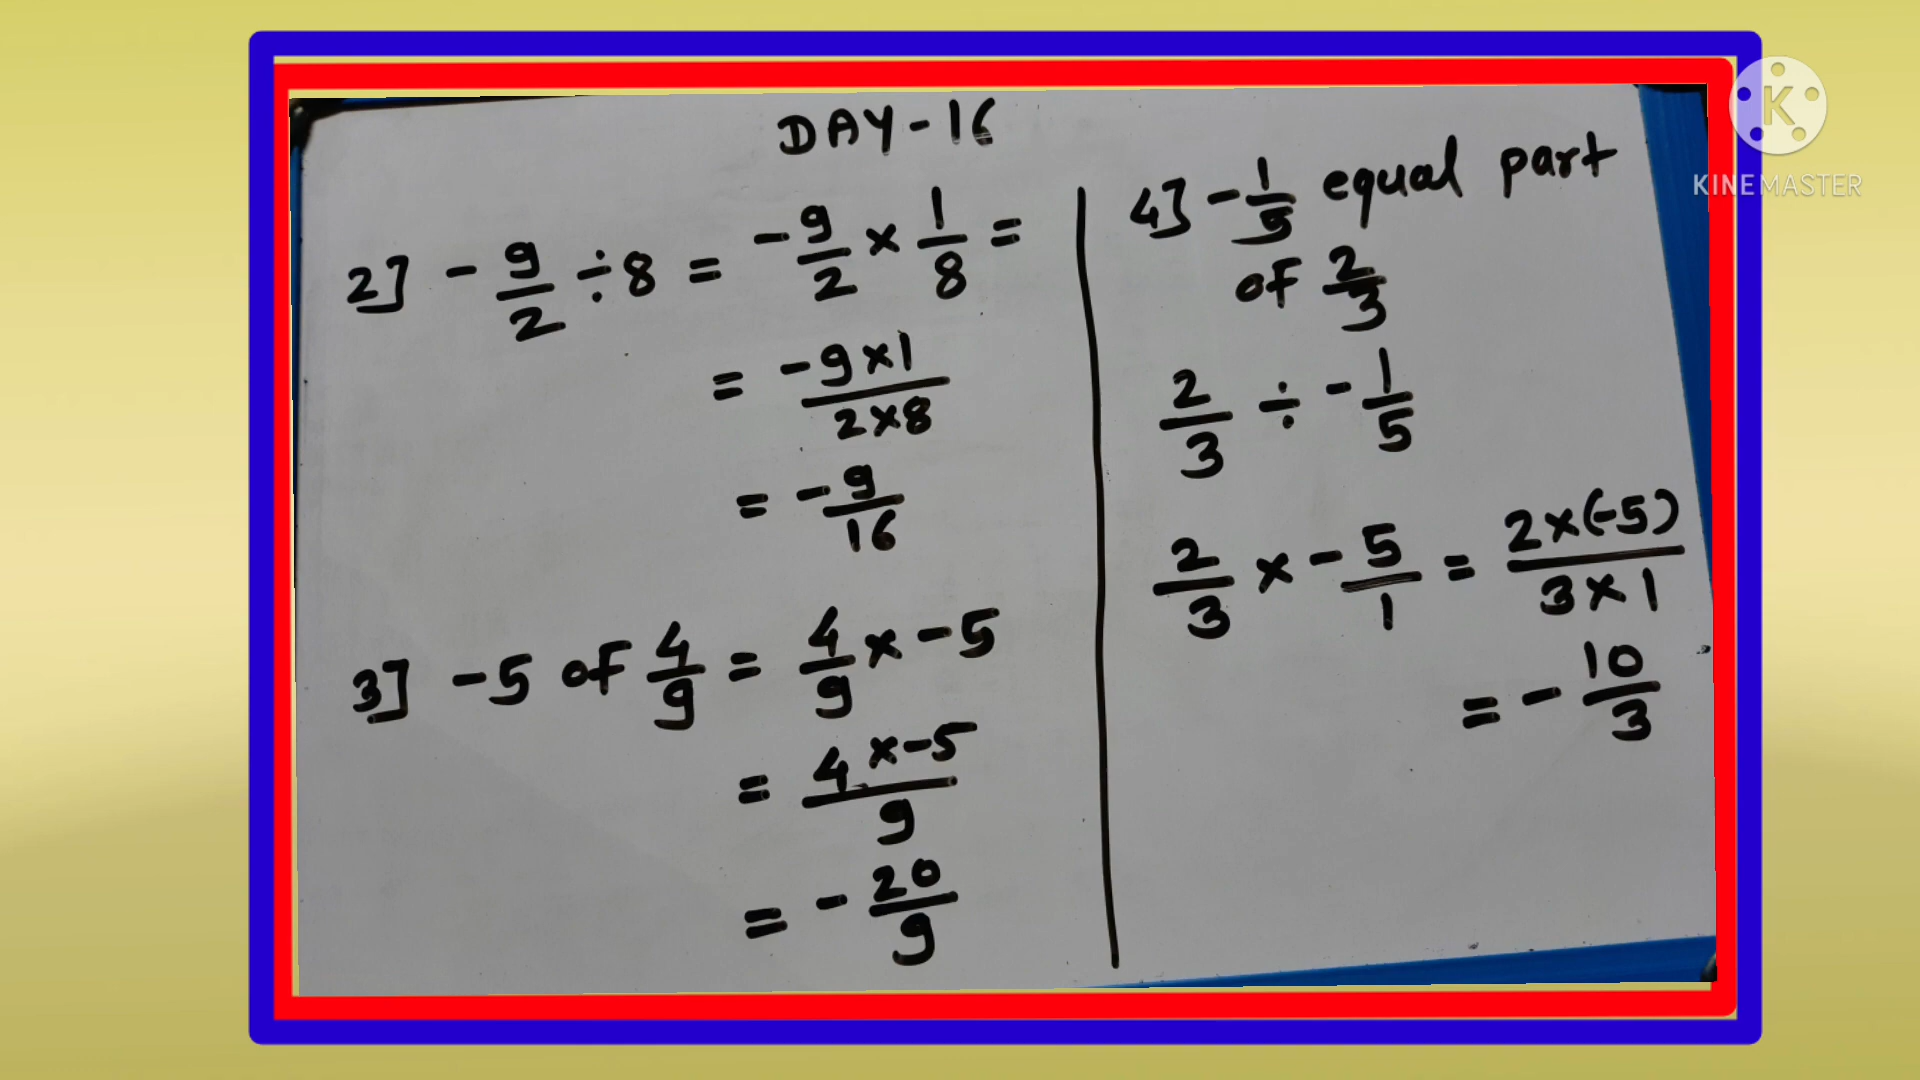 DAY-16
2] -9/2 ÷ 8 = -9/2 × 1/8 =
= -9×1/2×8
= -9/16
3] -5 of 4/9 = 4/9 × -5
= 4×-5/9
= -20/9
4] -1/5 equal part
of 2/3
2/3 ÷ -1/5
2/3 × -5/1 = 2×(-5)/3×1
= -10/3
K
KINEMASTER